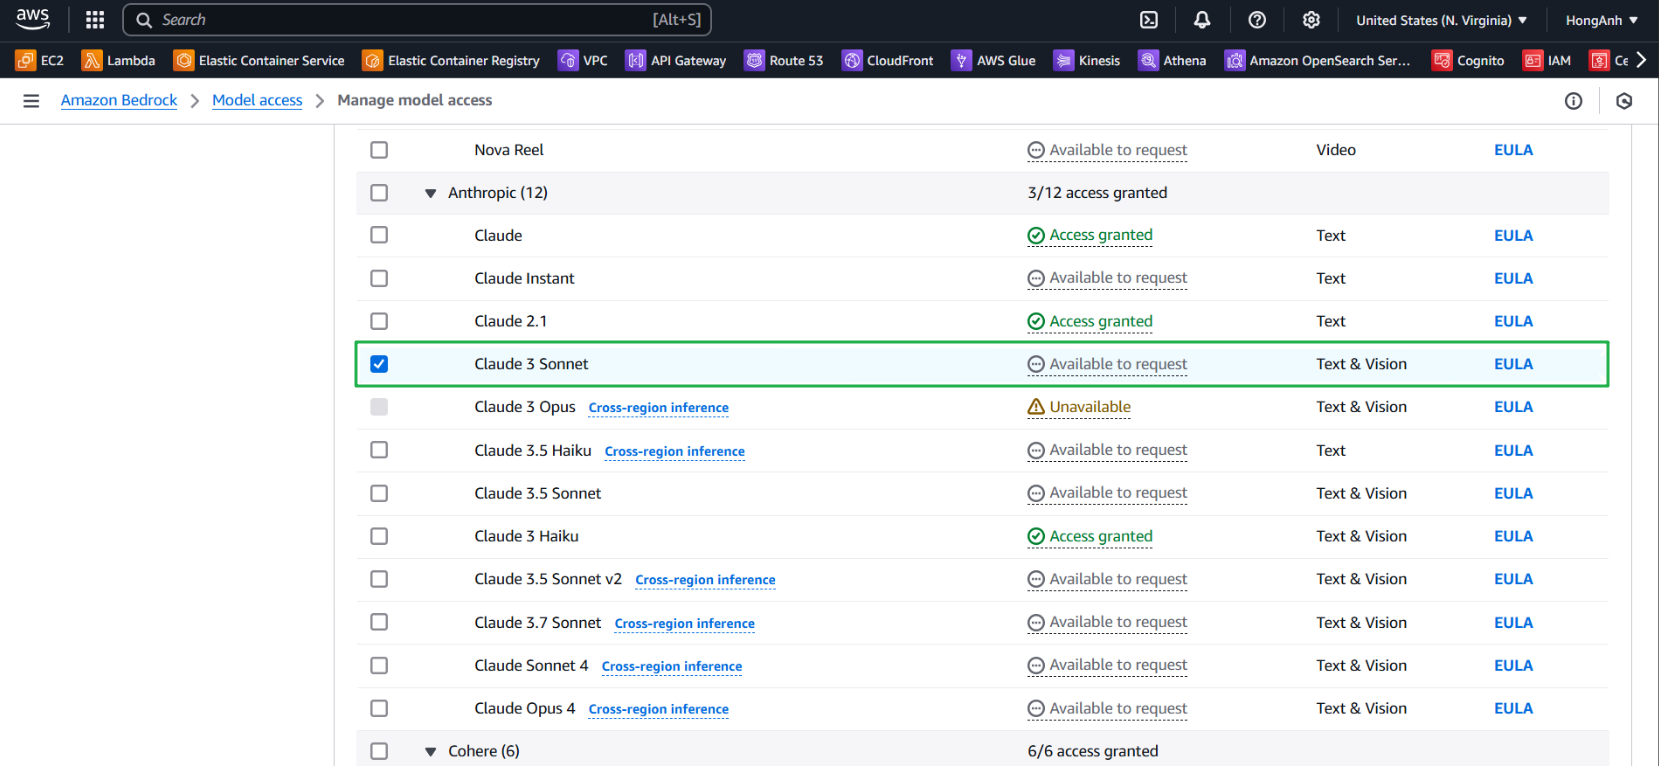 aws Search [Alt+S] United States (N. Virginia) HongAnh
EC2 Lambda Elastic Container Service Elastic Container Registry VPC API Gateway Route 53 CloudFront AWS Glue Kinesis Athena Amazon OpenSearch Ser... Cognito IAM Ce
Amazon Bedrock Model access Manage model access
Nova Reel Available to request Video EULA
Anthropic (12) 3/12 access granted
Claude Access granted Text EULA
Claude Instant Available to request Text EULA
Claude 2.1 Access granted Text EULA
Claude 3 Sonnet Available to request Text & Vision EULA
Claude 3 Opus Cross-region inference Unavailable Text & Vision EULA
Claude 3.5 Haiku Cross-region inference Available to request Text EULA
Claude 3.5 Sonnet Available to request Text & Vision EULA
Claude 3 Haiku Access granted Text & Vision EULA
Claude 3.5 Sonnet v2 Cross-region inference Available to request Text & Vision EULA
Claude 3.7 Sonnet Cross-region inference Available to request Text & Vision EULA
Claude Sonnet 4 Cross-region inference Available to request Text & Vision EULA
Claude Opus 4 Cross-region inference Available to request Text & Vision EULA
Cohere (6) 6/6 access granted